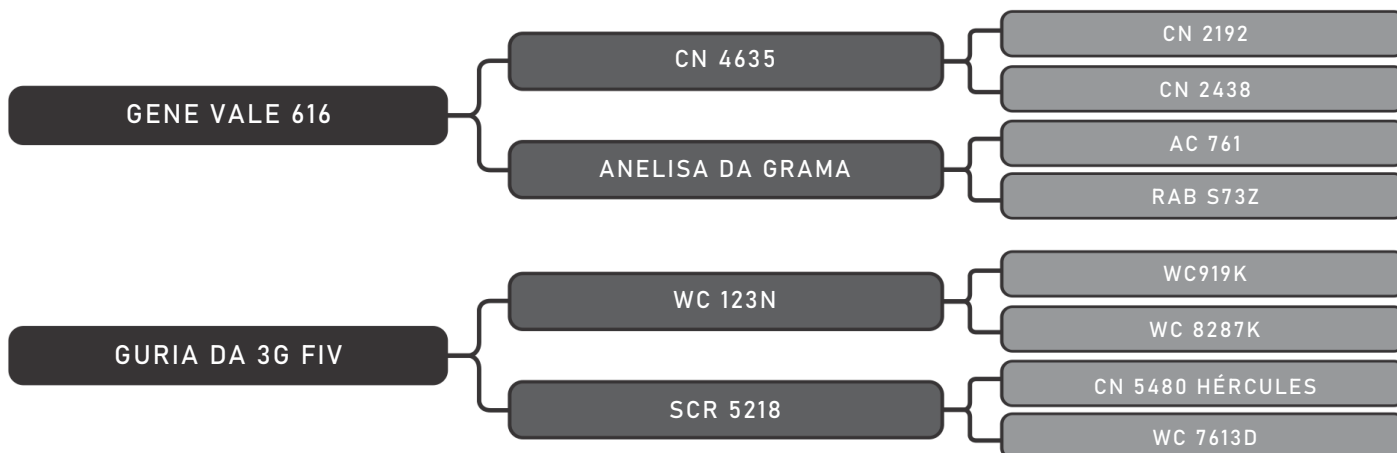 GENE VALE 616
CN 4635
CN 2192
CN 2438
ANELISA DA GRAMA
AC 761
RAB S73Z
GURIA DA 3G FIV
WC 123N
WC919K
WC 8287K
SCR 5218
CN 5480 HÉRCULES
WC 7613D